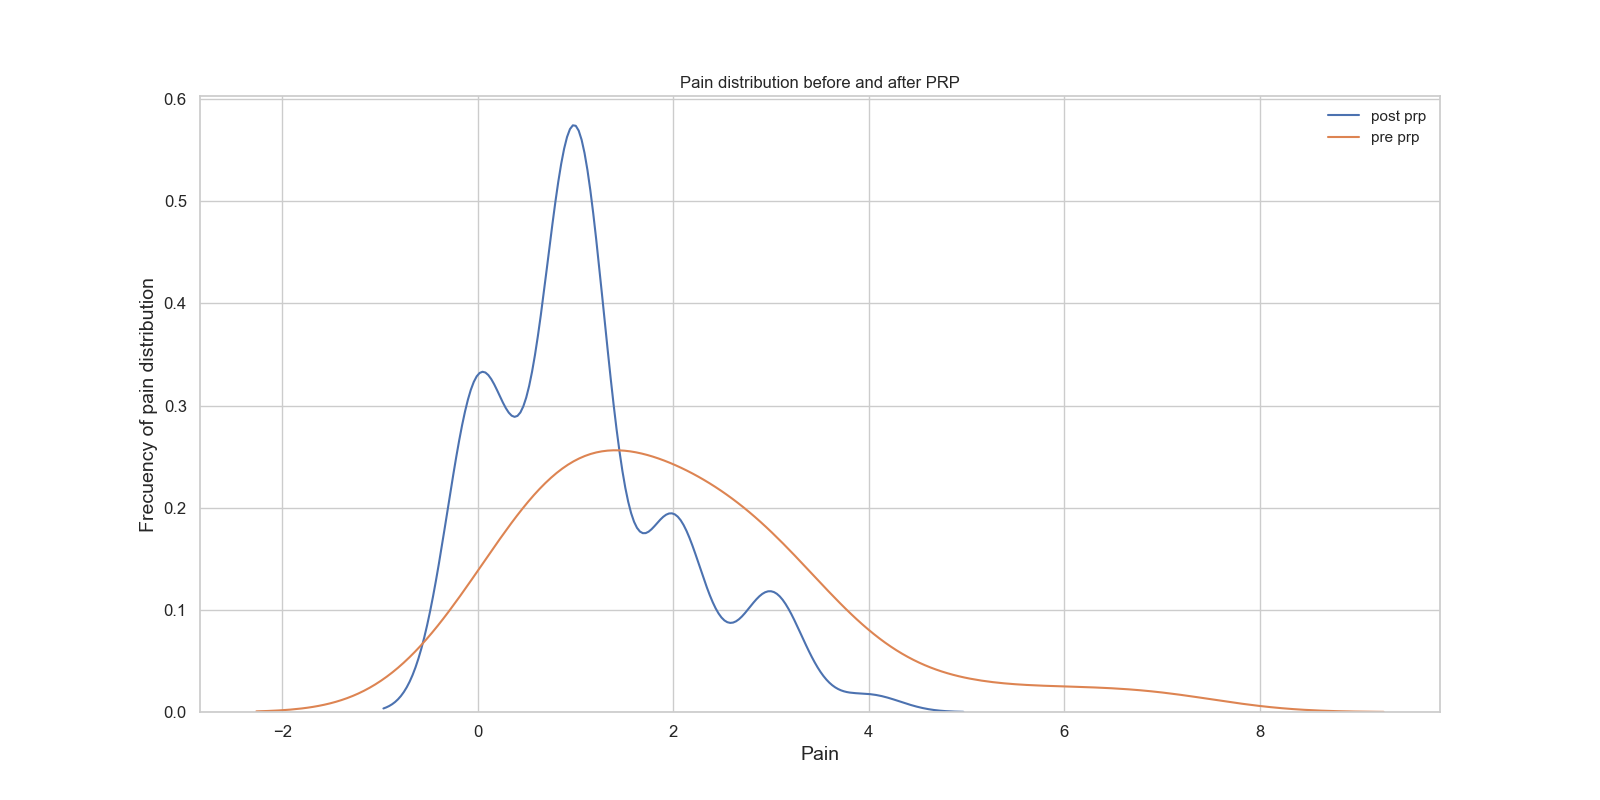 Pain distribution before and after PRP
post prp
pre prp
Frecuency of pain distribution
0.6
0.5
0.4
0.3
0.2
0.1
0.0
−2
0
2
4
6
8
Pain